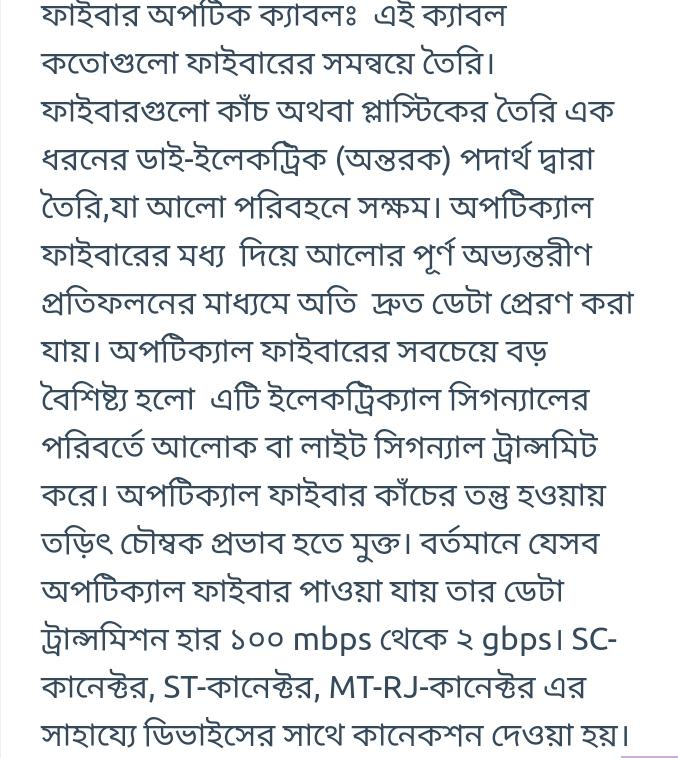 ফাইবার অপটিক ক্যাবলঃ এই ক্যাবল
কতোগুলো ফাইবারের সমন্বয়ে তৈরি।
ফাইবারগুলো কাঁচ অথবা প্লাস্টিকের তৈরি এক
ধরনের ডাই-ইলেকট্রিক (অন্তরক) পদার্থ দ্বারা
তৈরি,যা আলো পরিবহনে সক্ষম। অপটিক্যাল
ফাইবারের মধ্য দিয়ে আলোর পূর্ণ অভ্যন্তরীণ
প্রতিফলনের মাধ্যমে অতি দ্রুত ডেটা প্রেরণ করা
যায়। অপটিক্যাল ফাইবারের সবচেয়ে বড়
বৈশিষ্ট্য হলো এটি ইলেকট্রিক্যাল সিগন্যালের
পরিবর্তে আলোক বা লাইট সিগন্যাল ট্রান্সমিট
করে। অপটিক্যাল ফাইবার কাঁচের তন্তু হওয়ায়
তড়িৎ চৌম্বক প্রভাব হতে মুক্ত। বর্তমানে যেসব
অপটিক্যাল ফাইবার পাওয়া যায় তার ডেটা
ট্রান্সমিশন হার ১০০ mbps থেকে ২ gbps। SC-
কানেক্টর, ST-কানেক্টর, MT-RJ-কানেক্টর এর
সাহায্যে ডিভাইসের সাথে কানেকশন দেওয়া হয়।